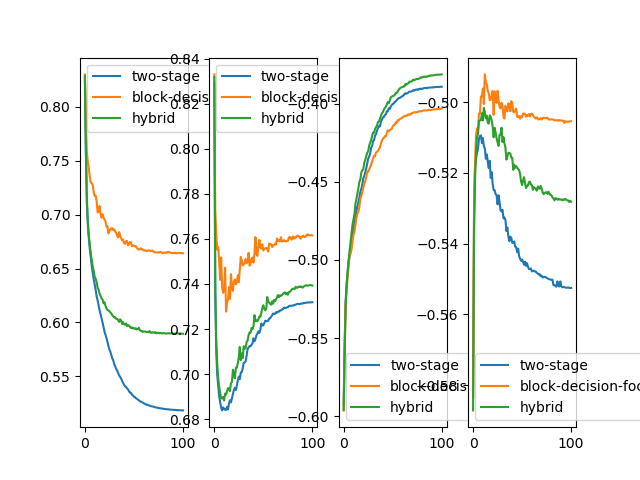 0.80
0.75
0.70
0.65
0.60
0.55
0 100
two-stage
block-decis
hybrid
0.84
0.82
0.80
0.78
0.76
0.74
0.72
0.70
0.68
0 100
two-stage
block-decis
hybrid
−0.40
−0.45
−0.50
−0.55
−0.60
0 100
two-stage
block-decis
hybrid
−0.50
−0.52
−0.54
−0.56
−0.58
0 100
two-stage
block-decision-foc
hybrid